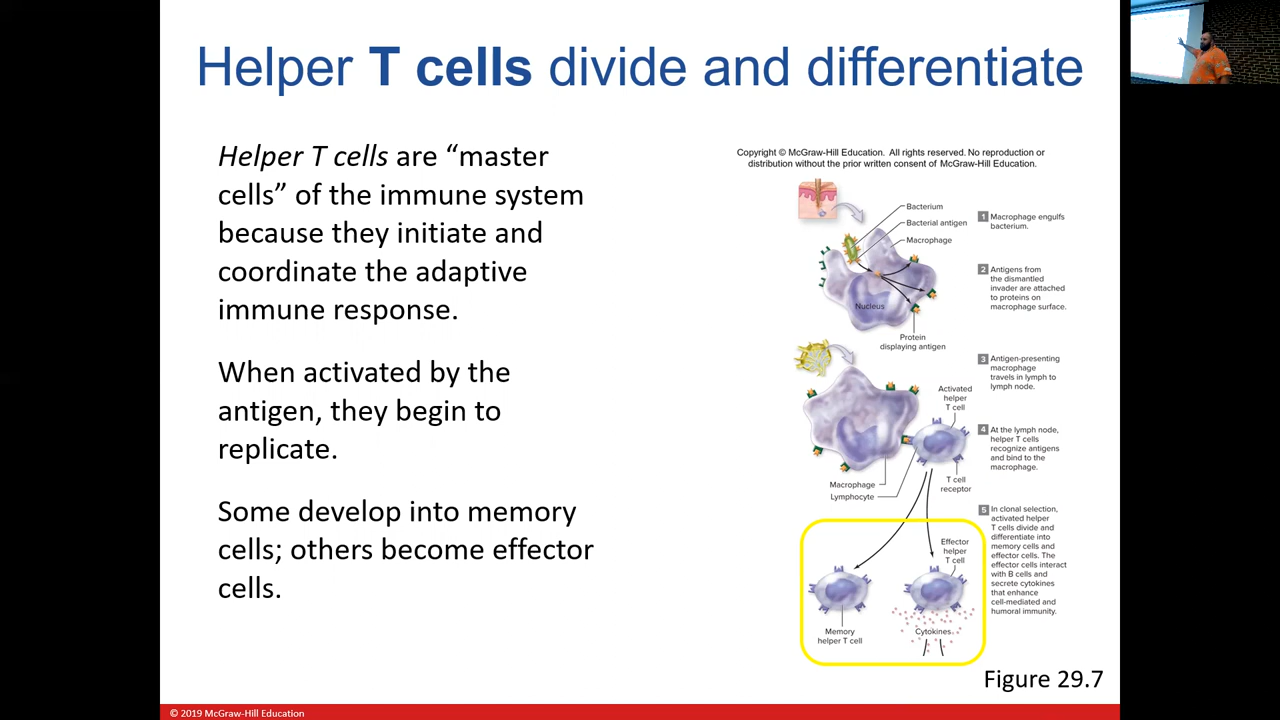 Helper T cells divide and differentiate
Helper T cells are “master
cells” of the immune system
because they initiate and
coordinate the adaptive
immune response.
When activated by the
antigen, they begin to
replicate.
Some develop into memory
cells; others become effector
cells.
Copyright © McGraw-Hill Education. All rights reserved. No reproduction or
distribution without the prior written consent of McGraw-Hill Education.
Bacterium
Bacterial antigen
Macrophage
Nucleus
Protein
displaying antigen
1 Macrophage engulfs
bacterium.
2 Antigens from
the dismantled
invader are attached
to proteins on
macrophage surface.
3 Antigen-presenting
macrophage
travels in lymph to
lymph node.
Activated
helper
T cell
4 At the lymph node,
helper T cells
recognize antigens
and bind to the
macrophage.
Macrophage
Lymphocyte
T cell
receptor
5 In clonal selection,
activated helper
T cells divide and
differentiate into
memory cells and
effector cells. The
effector cells interact
with B cells and
secrete cytokines
that enhance
cell-mediated and
humoral immunity.
Effector
helper
T cell
Memory
helper T cell
Cytokines
Figure 29.7
© 2019 McGraw-Hill Education